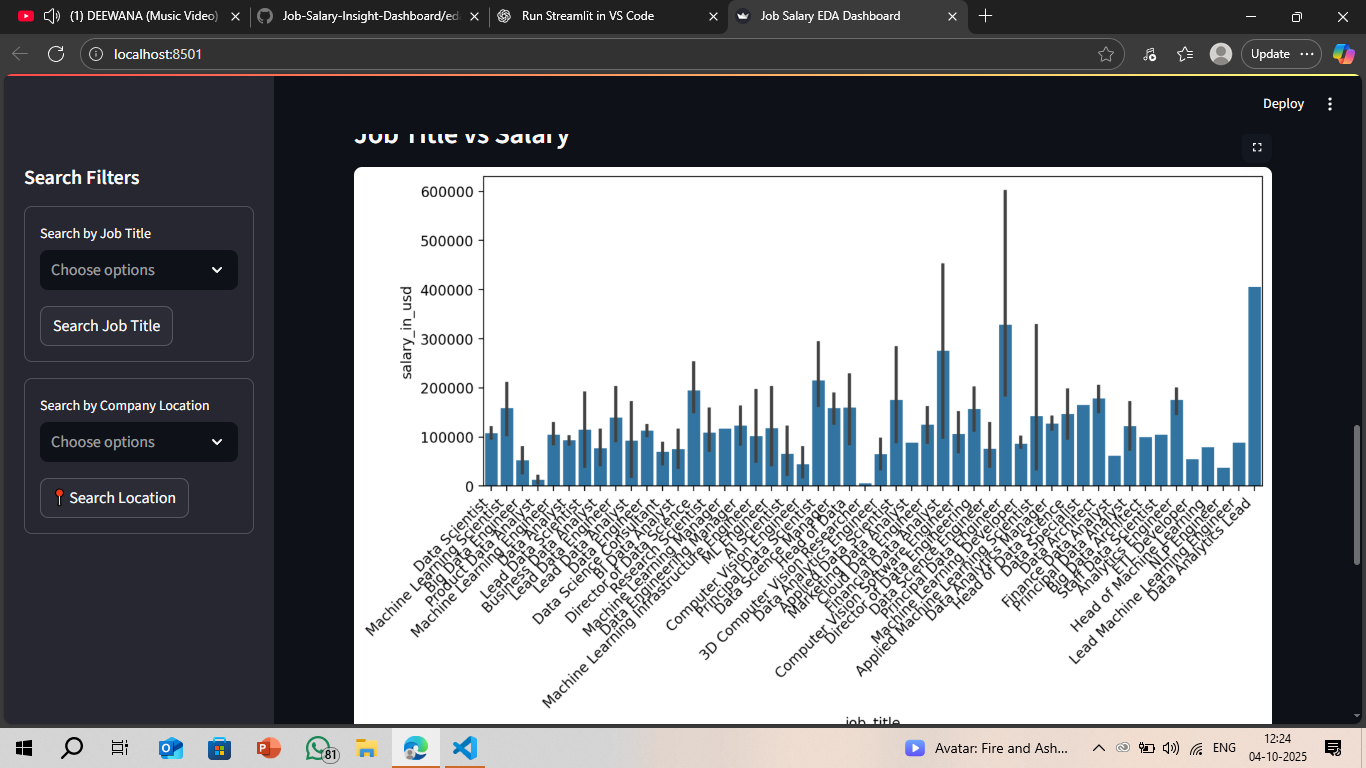 (1) DEEWANA (Music Video)
Job-Salary-Insight-Dashboard/ed
Run Streamlit in VS Code
Job Salary EDA Dashboard
localhost:8501
Update
Deploy
Search Filters
Search by Job Title
Choose options
Search Job Title
Search by Company Location
Choose options
Search Location
Job Title vs Salary
600000
500000
400000
300000
200000
100000
0
salary_in_usd
Data Scientist
Machine Learning Scientist
Big Data Engineer
Product Data Analyst
Machine Learning Engineer
Data Analyst
Lead Data Scientist
Business Data Analyst
Lead Data Engineer
Lead Data Analyst
Data Engineer
Data Science Consultant
BI Data Analyst
Director of Data Science
Research Scientist
Machine Learning Manager
Data Engineering Manager
Machine Learning Infrastructure Engineer
ML Engineer
AI Scientist
Computer Vision Engineer
Principal Data Scientist
Data Science Manager
Head of Data
3D Computer Vision Researcher
Data Analytics Engineer
Applied Data Scientist
Marketing Data Analyst
Cloud Data Engineer
Financial Data Analyst
Computer Vision Software Engineer
Director of Data Engineering
Data Science Engineer
Principal Data Engineer
Machine Learning Developer
Applied Machine Learning Scientist
Data Analytics Manager
Head of Data Science
Data Specialist
Data Architect
Finance Data Analyst
Principal Data Analyst
Big Data Architect
Staff Data Scientist
Analytics Engineer
ETL Developer
Head of Machine Learning
NLP Engineer
Lead Machine Learning Engineer
Data Analytics Lead
job_title
81
Avatar: Fire and Ash...
ENG
12:24
04-10-2025